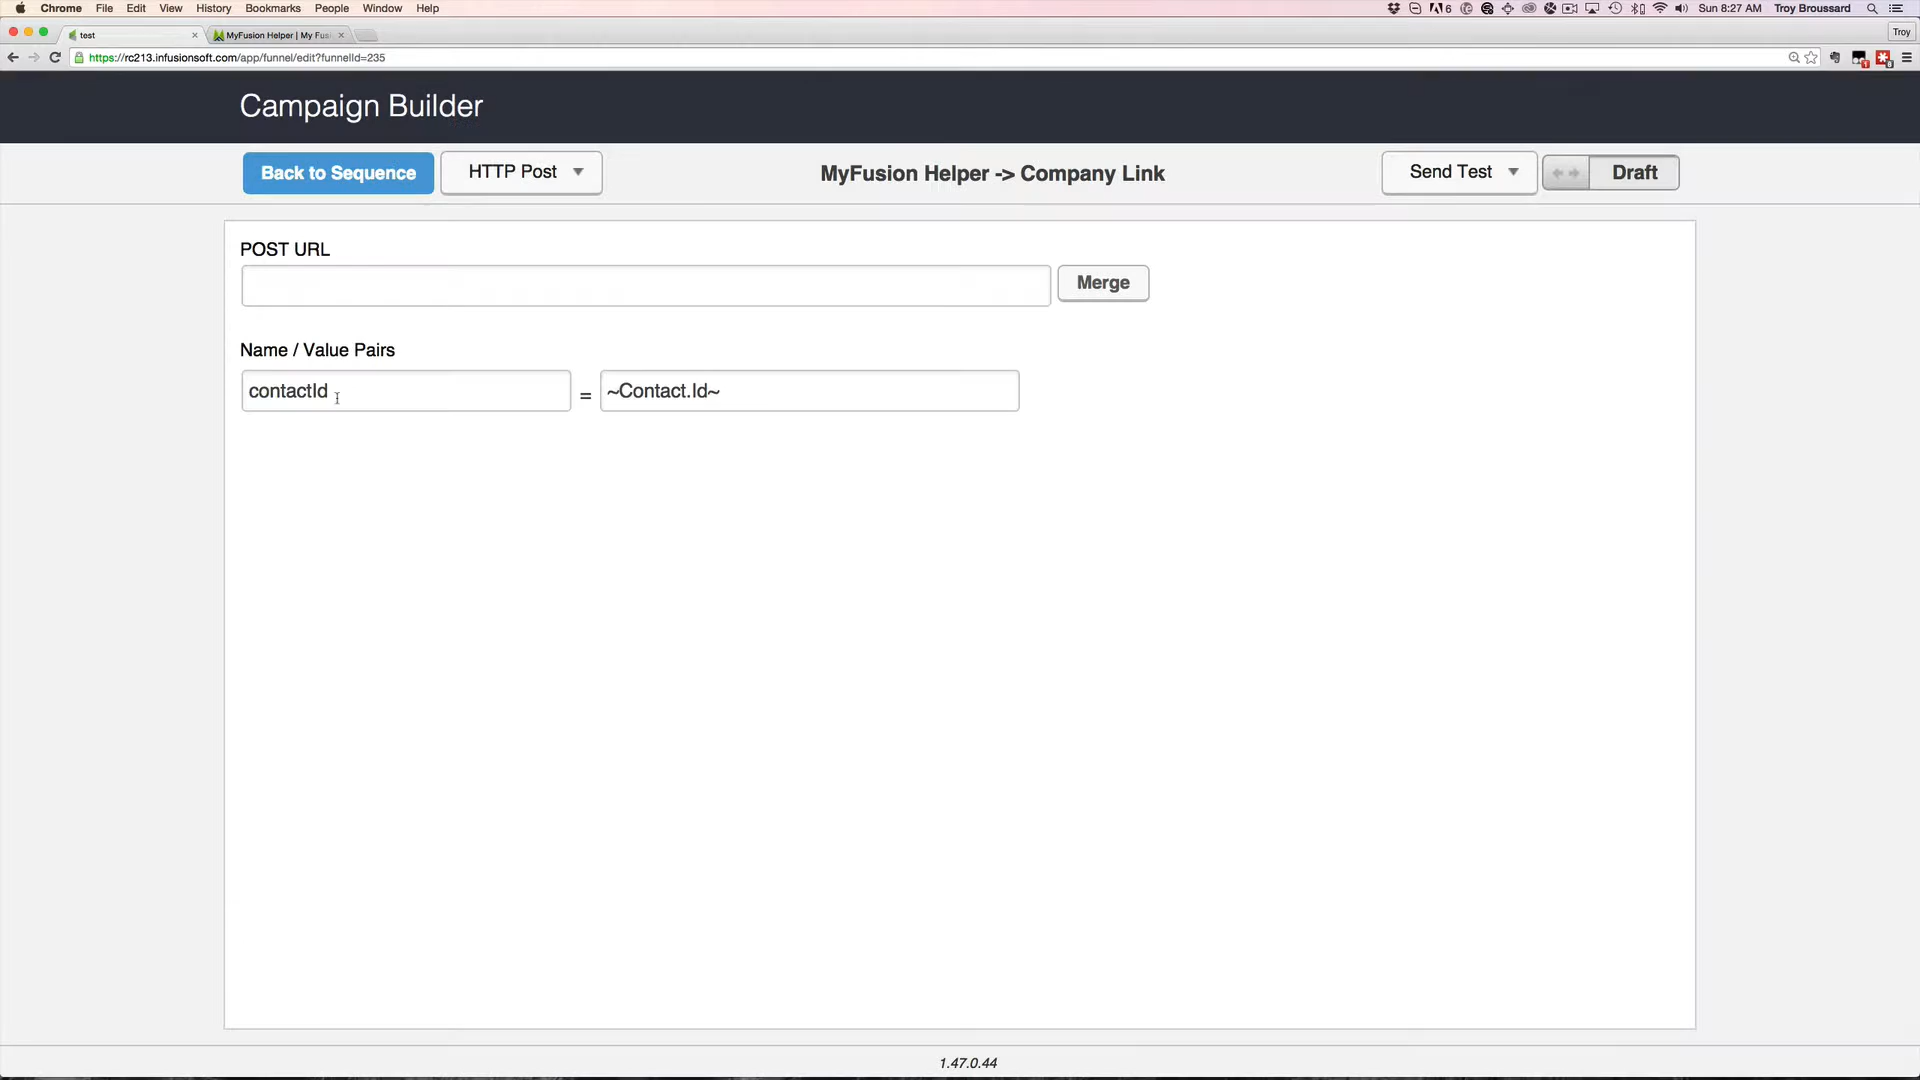 Chrome File Edit View History Bookmarks People Window Help 6 Sun 8:27 AM Troy Broussard
test MyFusion Helper | My Fus Troy
https://rc213.infusionsoft.com/app/funnel/edit?funnelId=235
Campaign Builder
Back to Sequence HTTP Post MyFusion Helper -> Company Link Send Test Draft
POST URL
Merge
Name / Value Pairs
contactId = ~Contact.Id~
1.47.0.44